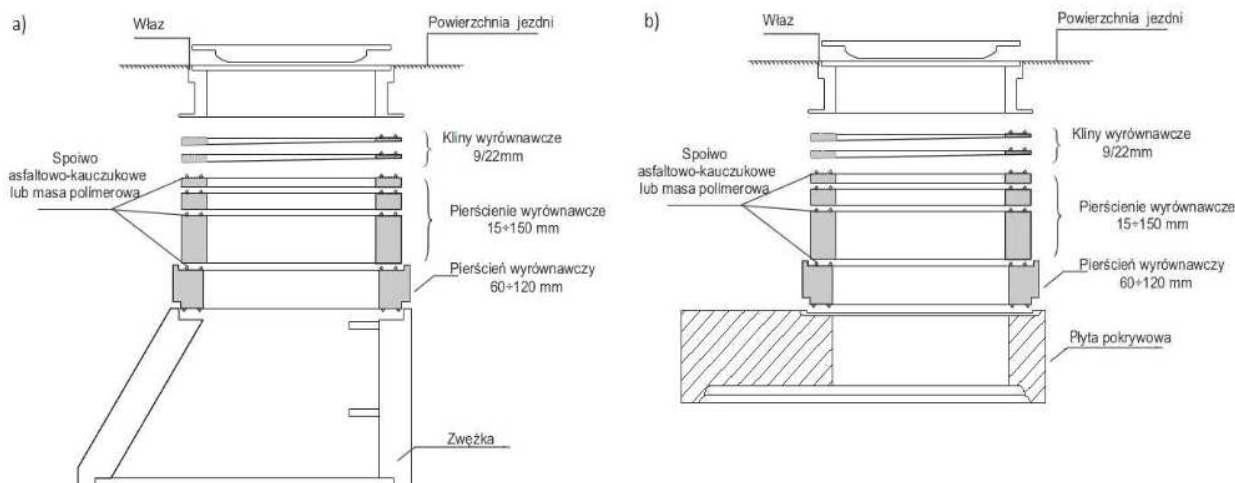 a)
Właz
Powierzchnia jezdni
Kliny wyrównawcze
9/22mm
Spoiwo
asfaltowo-kauczukowe
lub masa polimerowa
Pierścienie wyrównawcze
15÷150 mm
Pierścień wyrównawczy
60÷120 mm
Zwężka
b)
Właz
Powierzchnia jezdni
Kliny wyrównawcze
9/22mm
Spoiwo
asfaltowo-kauczukowe
lub masa polimerowa
Pierścienie wyrównawcze
15÷150 mm
Pierścień wyrównawczy
60÷120 mm
Płyta pokrywowa